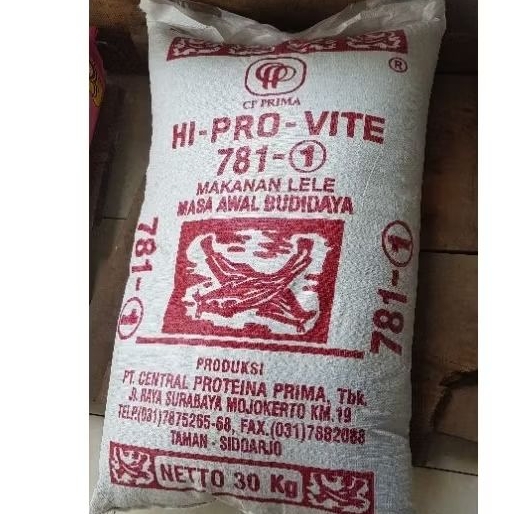 ®
CP PRIMA
HI-PRO-VITE
781-1
MAKANAN LELE
MASA AWAL BUDIDAYA
781-1
781-1
PRODUKSI
PT. CENTRAL PROTEINA PRIMA, Tbk.
Jl. RAYA SURABAYA MOJOKERTO KM.19
TELP.(031)7875265-68, FAX.(031)7882088
TAMAN - SIDOARJO
NETTO 30 Kg